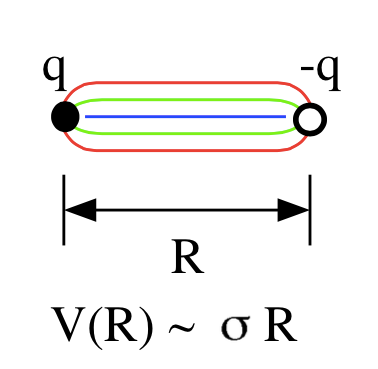 q -q
R
V(R) ~ σ R